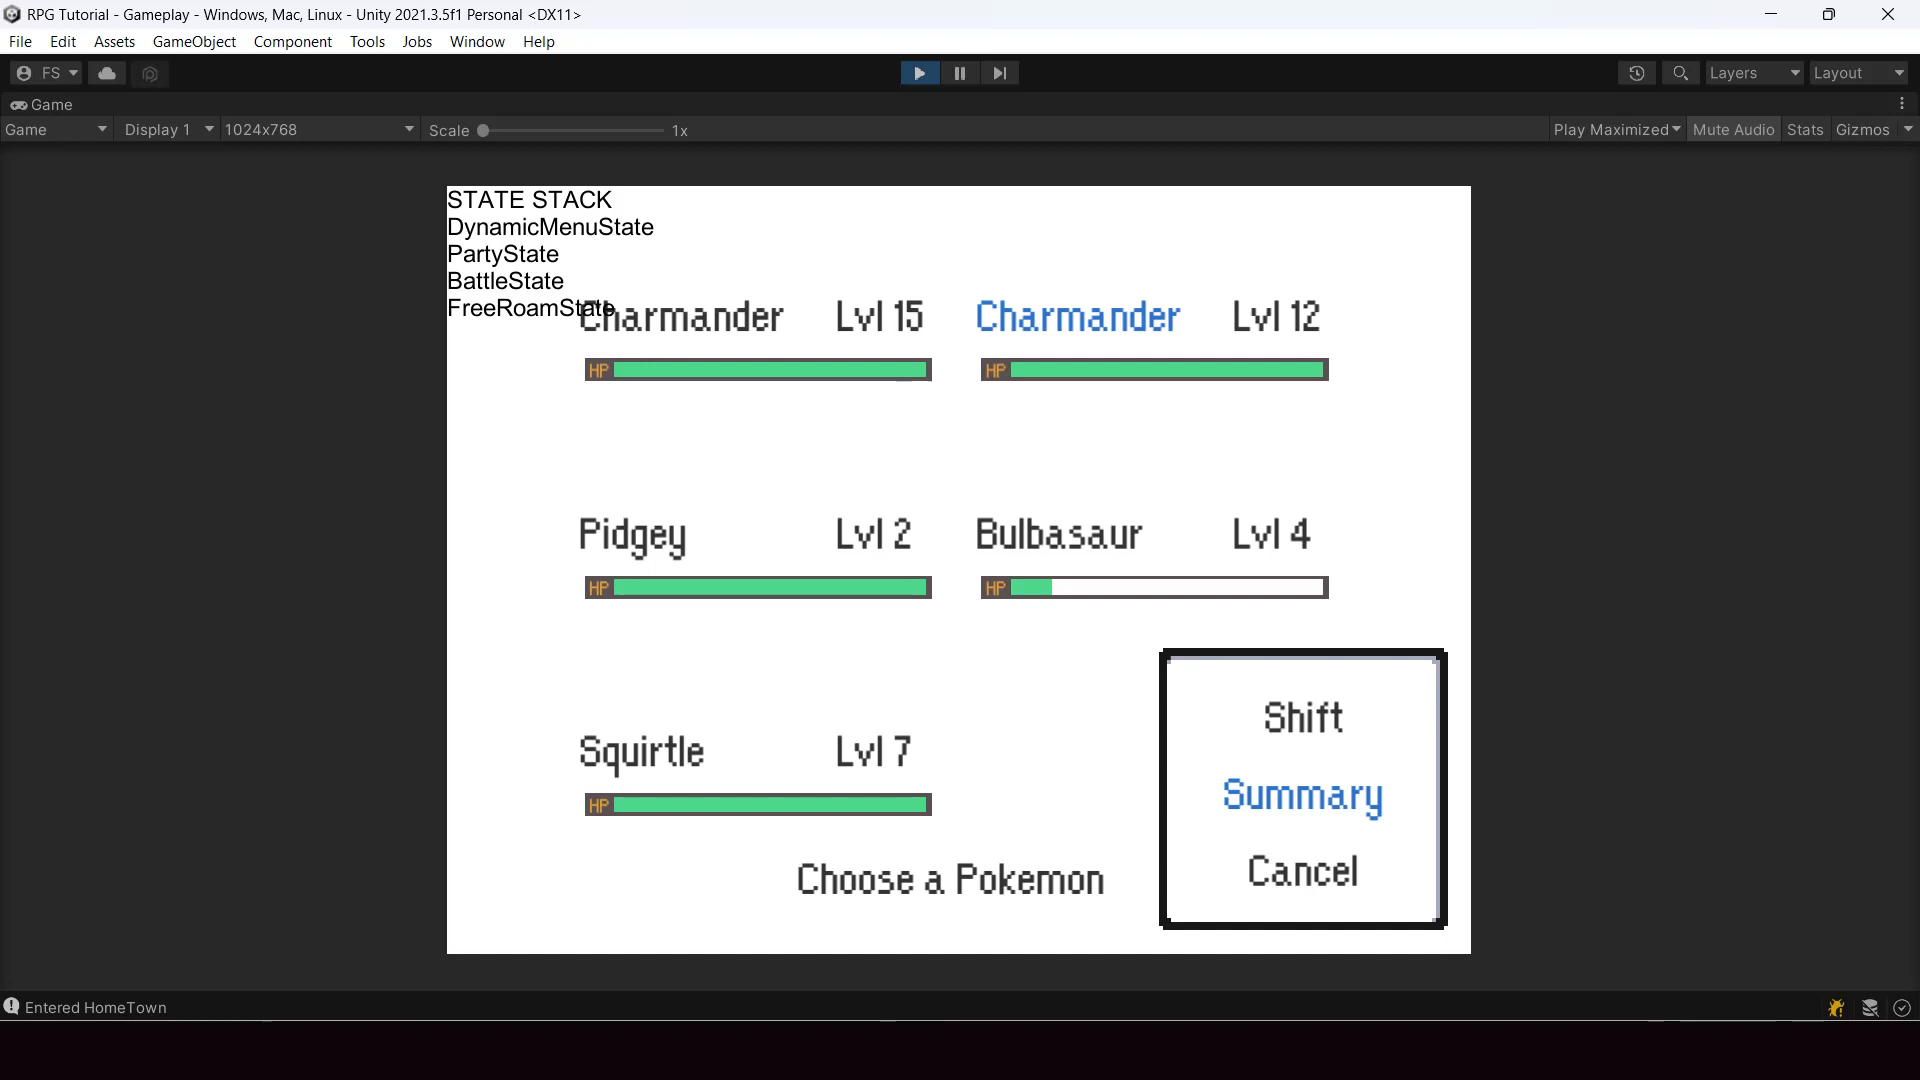 RPG Tutorial - Gameplay - Windows, Mac, Linux - Unity 2021.3.5f1 Personal <DX11>
File Edit Assets GameObject Component Tools Jobs Window Help
FS Layers Layout
Game
Game Display 1 1024x768 Scale 1x Play Maximized Mute Audio Stats Gizmos
STATE STACK
DynamicMenuState
PartyState
BattleState
FreeRoamState
Charmander Lvl 15 Charmander Lvl 12
HP HP
Pidgey Lvl 2 Bulbasaur Lvl 4
HP HP
Shift
Squirtle Lvl 7
Summary
HP
Cancel
Choose a Pokemon
Entered HomeTown